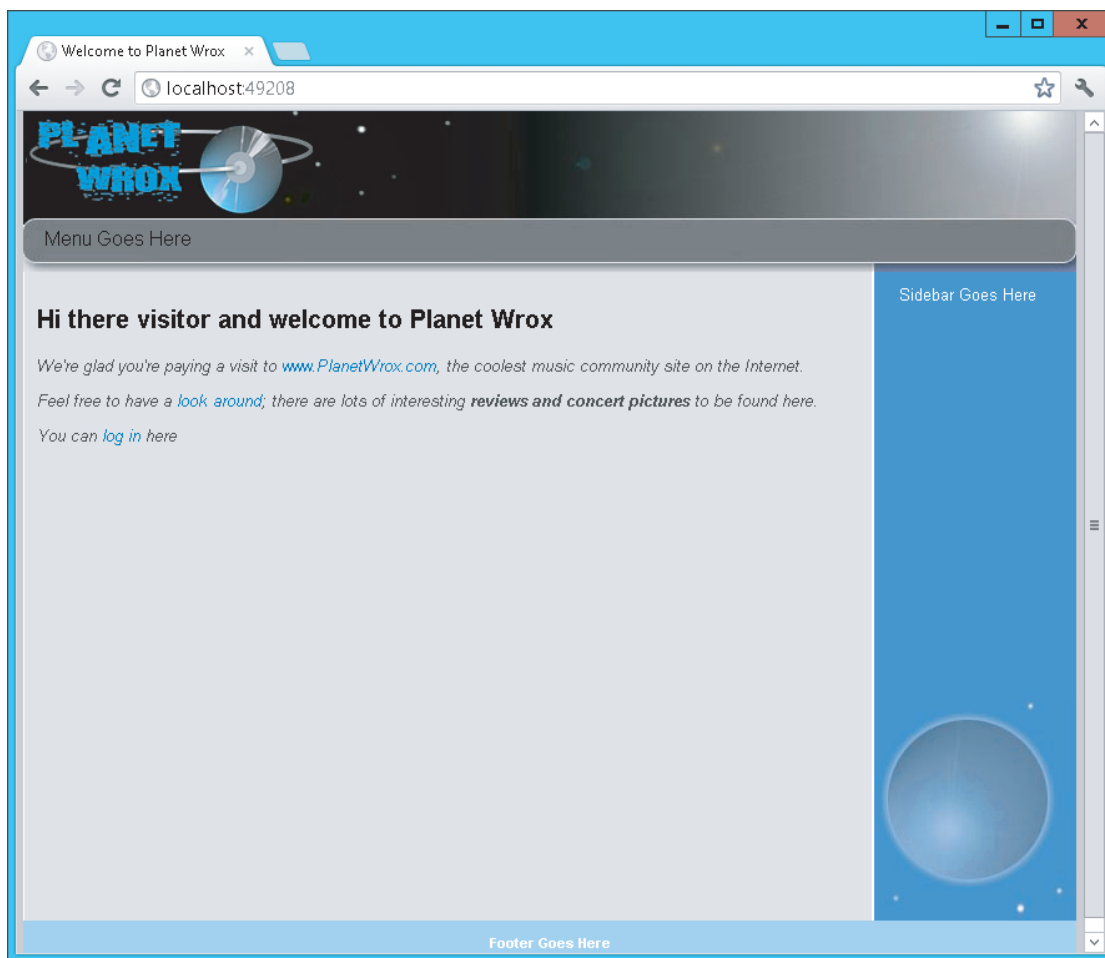 Welcome to Planet Wrox
localhost:49208
PLANET
WROX
Menu Goes Here
Sidebar Goes Here
Hi there visitor and welcome to Planet Wrox
We're glad you're paying a visit to www.PlanetWrox.com, the coolest music community site on the Internet.
Feel free to have a look around; there are lots of interesting reviews and concert pictures to be found here.
You can log in here
Footer Goes Here